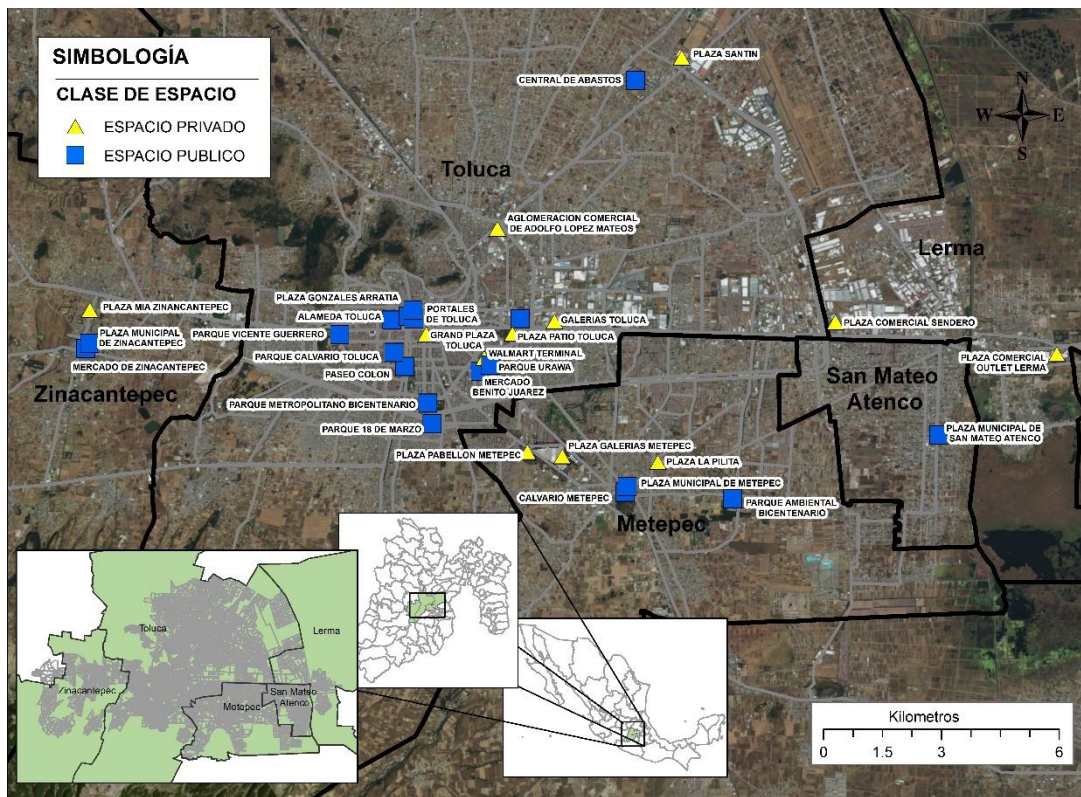 SIMBOLOGÍA
CLASE DE ESPACIO
ESPACIO PRIVADO
ESPACIO PUBLICO
N
W
E
S
PLAZA SANTIN
CENTRAL DE ABASTOS
Toluca
AGLOMERACION COMERCIAL
DE ADOLFO LOPEZ MATEOS
Lerma
PLAZA MIA ZINANCANTEPEC
PLAZA GONZALES ARRATIA
ALAMEDA TOLUCA
PORTALES
DE TOLUCA
GALERIAS TOLUCA
PLAZA COMERCIAL SENDERO
PLAZA MUNICIPAL
DE ZINACANTEPEC
PARQUE VICENTE GUERRERO
GRAND PLAZA
TOLUCA
PLAZA PATIO TOLUCA
MERCADO DE ZINACANTEPEC
PARQUE CALVARIO TOLUCA
WALMART TERMINAL
PLAZA COMERCIAL
OUTLET LERMA
PASEO COLON
PARQUE URAWA
MERCADO
BENITO JUAREZ
Zinacantepec
San Mateo
Atenco
PARQUE METROPOLITANO BICENTENARIO
PARQUE 18 DE MARZO
PLAZA MUNICIPAL DE
SAN MATEO ATENCO
PLAZA PABELLON METEPEC
PLAZA GALERIAS METEPEC
PLAZA LA PILITA
PLAZA MUNICIPAL DE METEPEC
CALVARIO METEPEC
PARQUE AMBIENTAL
BICENTENARIO
Metepec
Toluca
Lerma
Zinacantepec
Metepec
San Mateo
Atenco
Kilometros
0 1.5 3 6